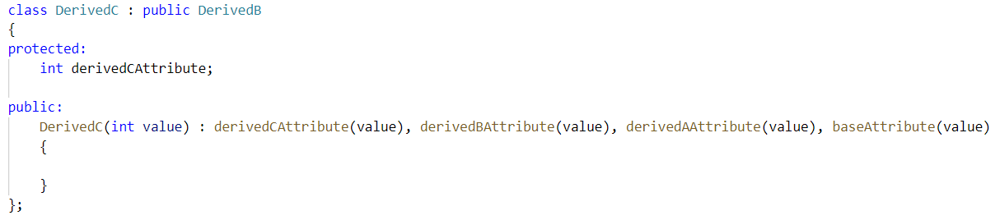 class DerivedC : public DerivedB
{
protected:
    int derivedCAttribute;

public:
    DerivedC(int value) : derivedCAttribute(value), derivedBAttribute(value), derivedAAttribute(value), baseAttribute(value)
    {

    }
};